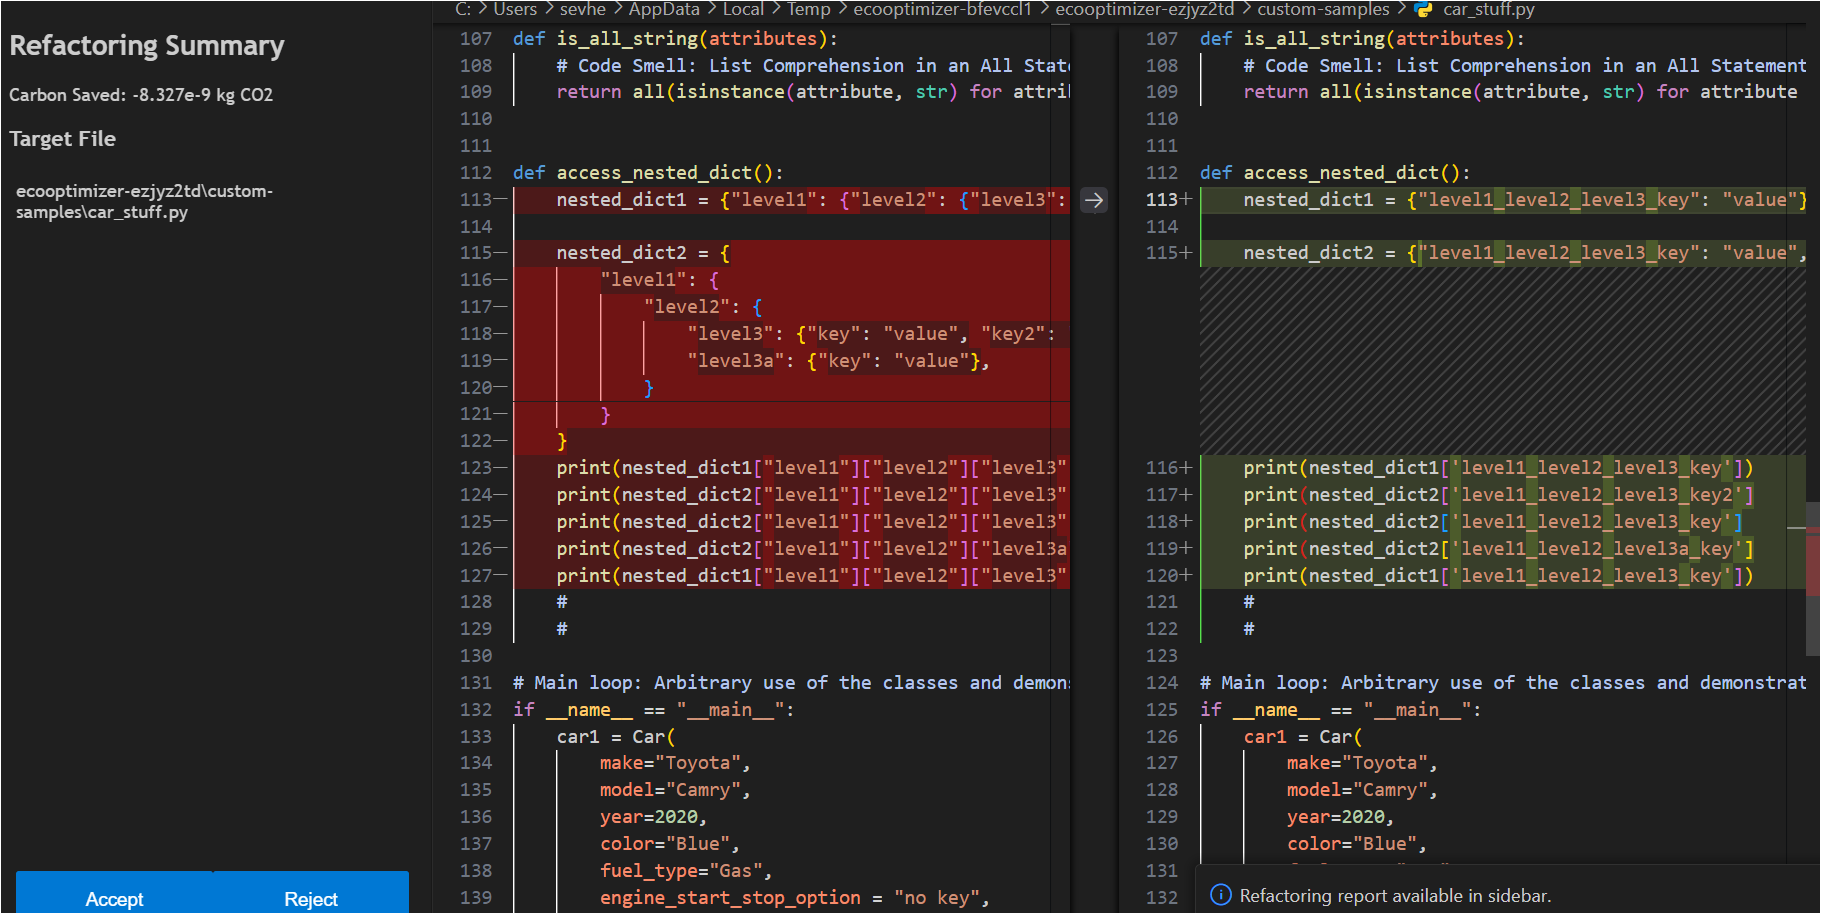 Refactoring Summary
Carbon Saved: -8.327e-9 kg CO2
Target File
ecooptimizer-ezjyz2td\custom-
samples\car_stuff.py
Accept
Reject
C: > Users > sevhe > AppData > Local > Temp > ecooptimizer-bfevccl1 > ecooptimizer-ezjyz2td > custom-samples > car_stuff.py
107 def is_all_string(attributes):
108 # Code Smell: List Comprehension in an All State
109 return all(isinstance(attribute, str) for attri
110
111
112 def access_nested_dict():
113— nested_dict1 = {"level1": {"level2": {"level3":
114
115— nested_dict2 = {
116— "level1": {
117— "level2": {
118— "level3": {"key": "value", "key2":
119— "level3a": {"key": "value"},
120— }
121— }
122— }
123— print(nested_dict1["level1"]["level2"]["level3"
124— print(nested_dict2["level1"]["level2"]["level3"
125— print(nested_dict2["level1"]["level2"]["level3"
126— print(nested_dict2["level1"]["level2"]["level3a
127— print(nested_dict1["level1"]["level2"]["level3"
128 #
129 #
130
131 # Main loop: Arbitrary use of the classes and demon
132 if __name__ == "__main__":
133 car1 = Car(
134 make="Toyota",
135 model="Camry",
136 year=2020,
137 color="Blue",
138 fuel_type="Gas",
139 engine_start_stop_option = "no key",
107 def is_all_string(attributes):
108 # Code Smell: List Comprehension in an All Statement
109 return all(isinstance(attribute, str) for attribute
110
111
112 def access_nested_dict():
113+ nested_dict1 = {"level1_level2_level3_key": "value"}
114
115+ nested_dict2 = {"level1_level2_level3_key": "value",
116+ print(nested_dict1['level1_level2_level3_key'])
117+ print(nested_dict2['level1_level2_level3_key2']
118+ print(nested_dict2['level1_level2_level3_key']
119+ print(nested_dict2['level1_level2_level3a_key']
120+ print(nested_dict1['level1_level2_level3_key'])
121 #
122 #
123
124 # Main loop: Arbitrary use of the classes and demonstrat
125 if __name__ == "__main__":
126 car1 = Car(
127 make="Toyota",
128 model="Camry",
129 year=2020,
130 color="Blue",
131
132
Refactoring report available in sidebar.